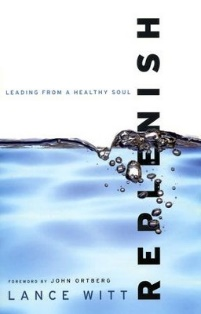 LEADING FROM A HEALTHY SOUL
REPLENISH
FOREWORD BY JOHN ORTBERG
LANCE WITT